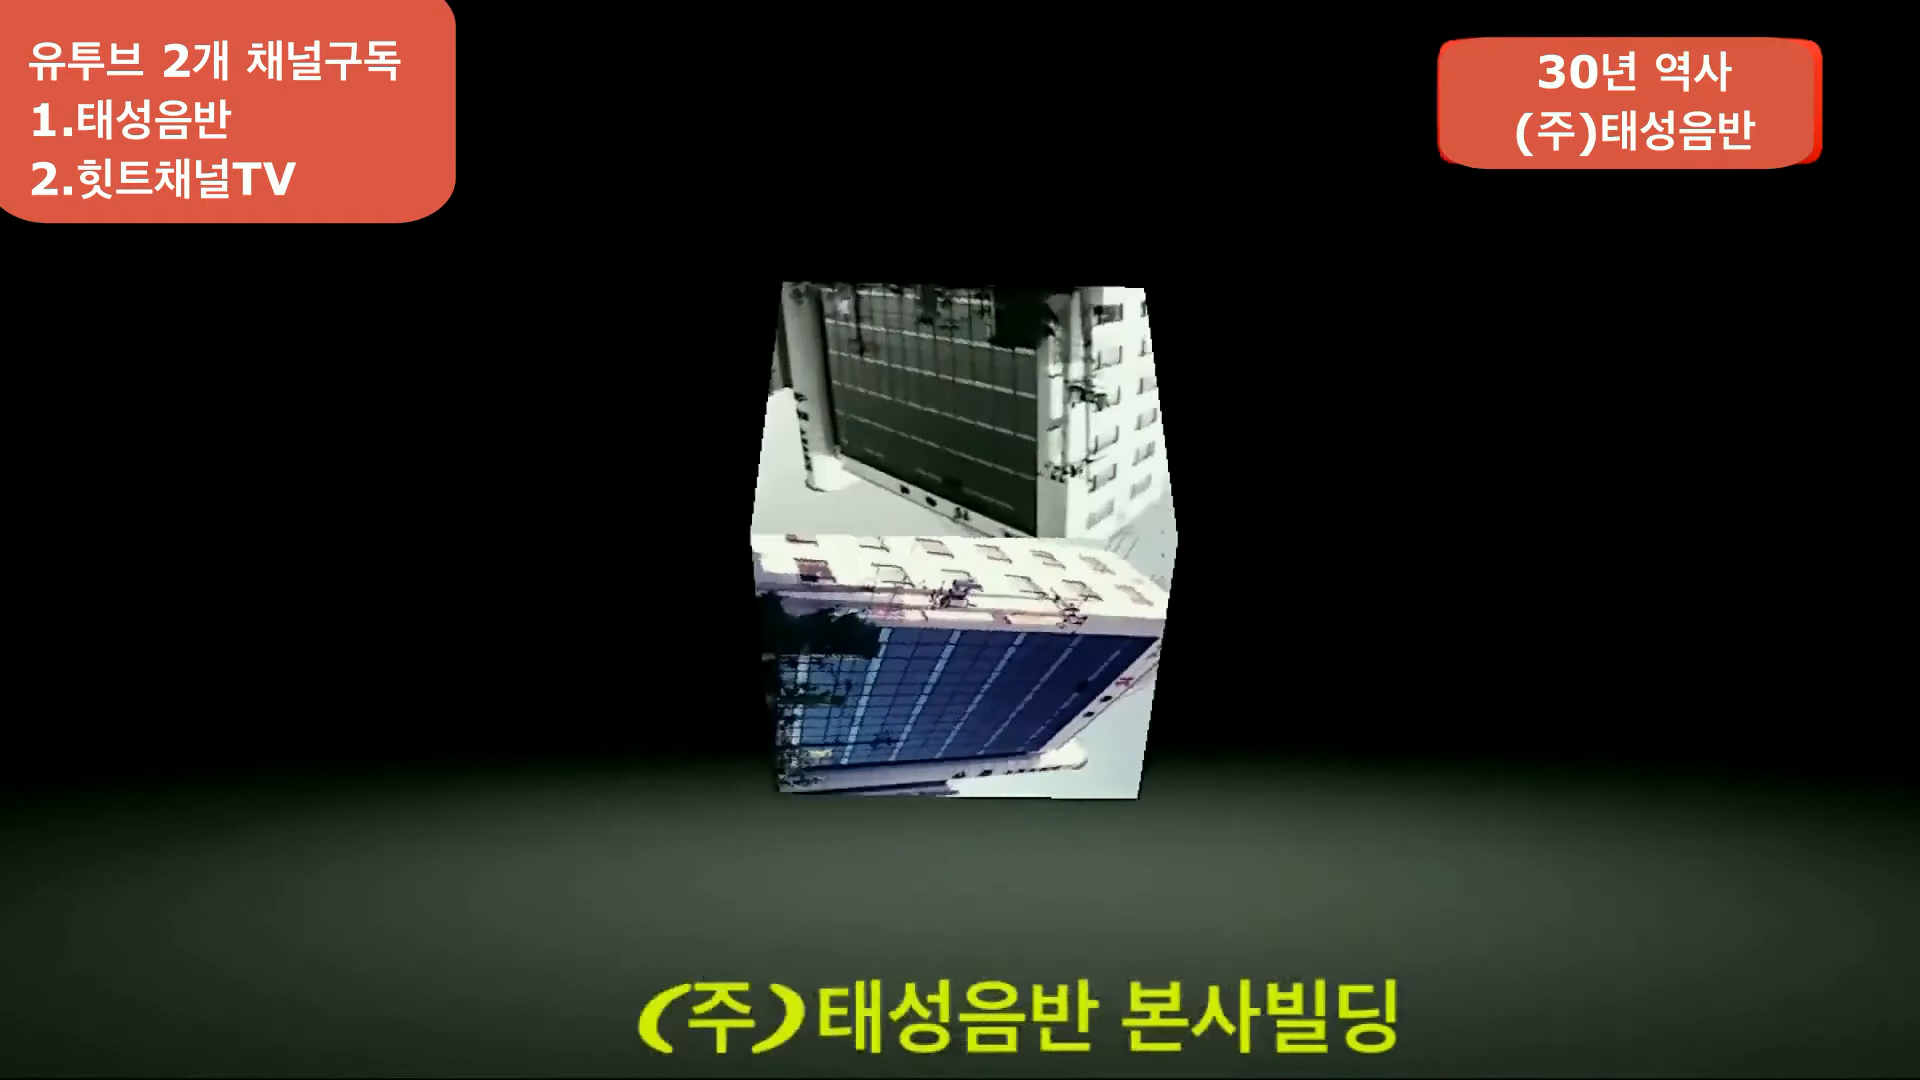 유투브 2개 채널구독
1.태성음반
2.힛트채널TV
30년 역사
(주)태성음반
(주)태성음반 본사빌딩